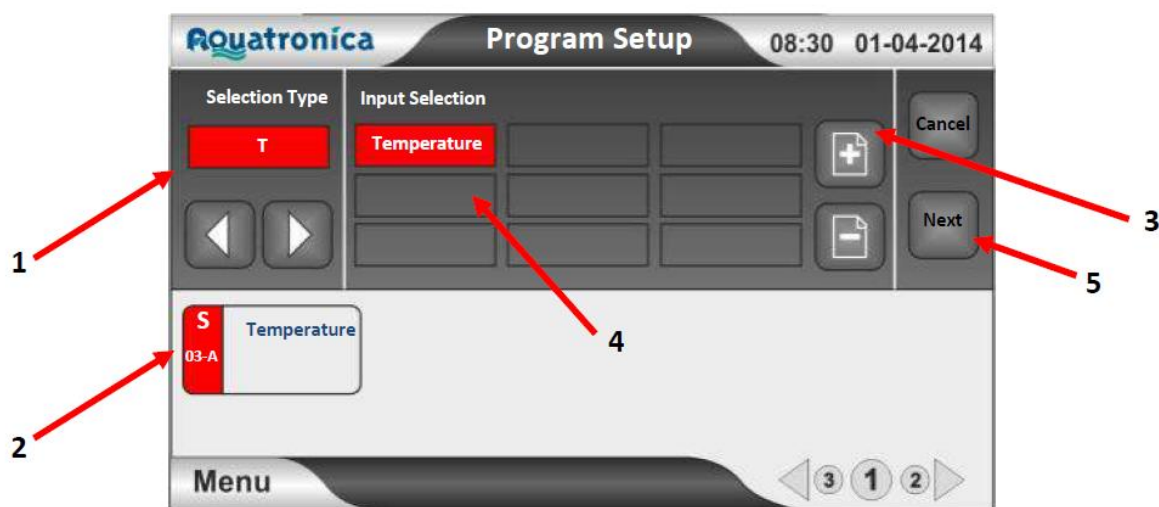 Aquatronica Program Setup 08:30 01-04-2014
Selection Type Input Selection
T Temperature
Cancel
Next
1
2
3
4
5
S
03-A
Temperature
Menu 3 1 2